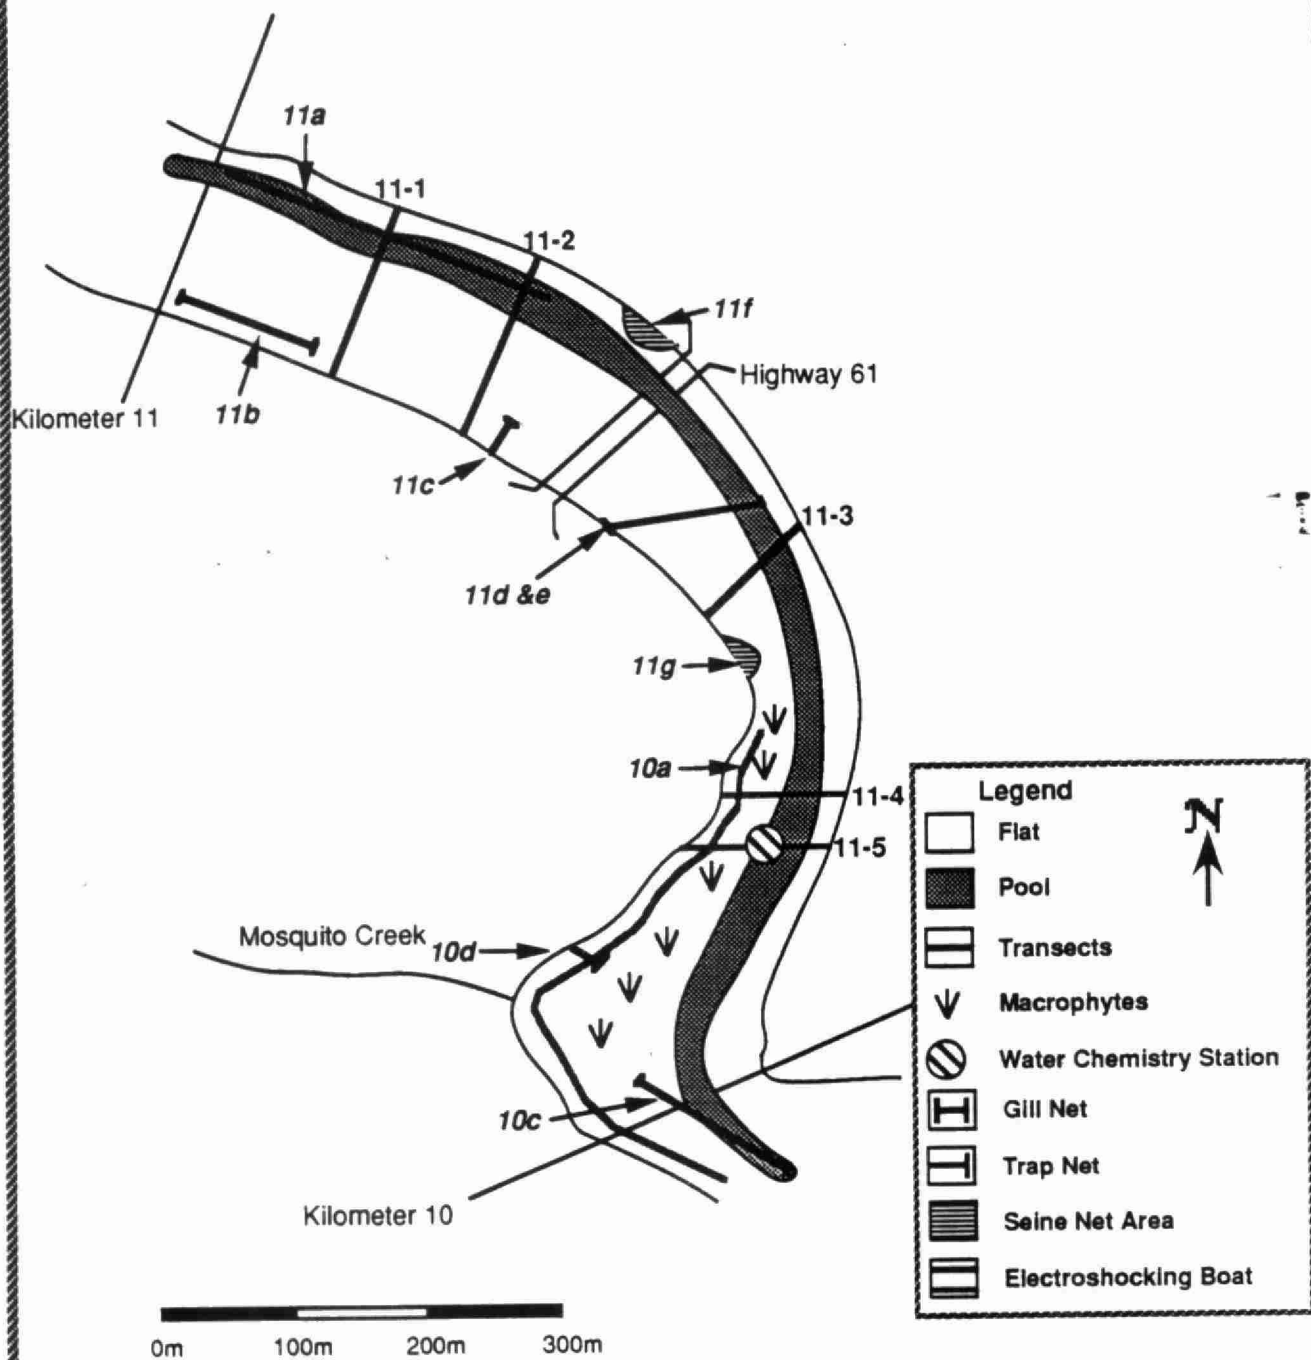 11a
11-1
11-2
11f
Highway 61
Kilometer 11
11b
11c
11-3
11d &e
11g
10a
11-4
11-5
Mosquito Creek
10d
10c
Kilometer 10
Legend
N
Flat
Pool
Transects
Macrophytes
Water Chemistry Station
Gill Net
Trap Net
Seine Net Area
Electroshocking Boat
0m 100m 200m 300m